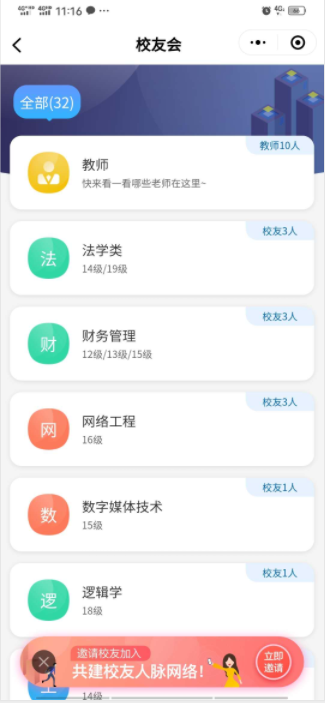 11:16
校友会
全部(32)
教师10人
教师
快来看一看哪些老师在这里~
校友3人
法
法学类
14级/19级
校友3人
财
财务管理
12级/13级/15级
校友3人
网
网络工程
16级
校友1人
数
数字媒体技术
15级
校友1人
逻
逻辑学
18级
邀请校友加入
共建校友人脉网络!
立即
邀请
14级